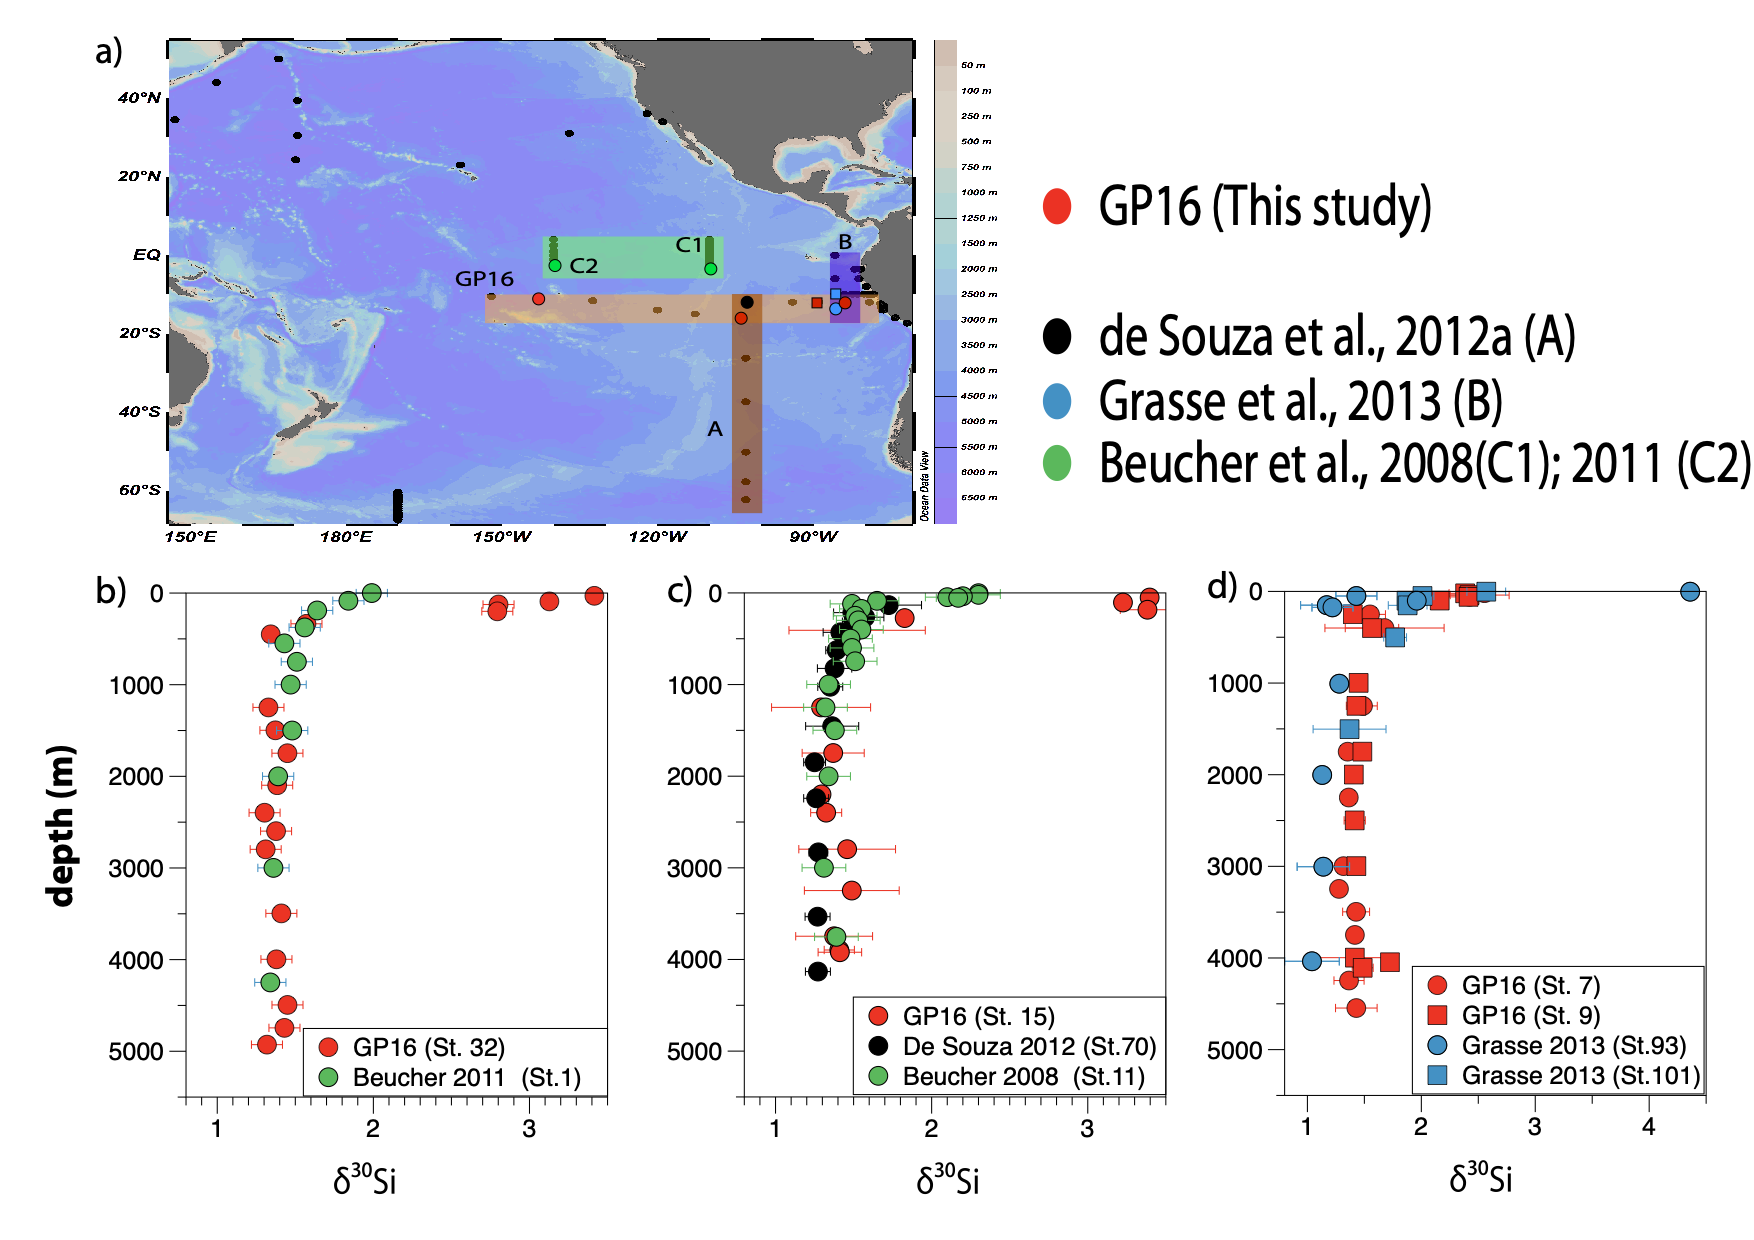 a)
40°N
20°N
EQ
20°S
40°S
60°S
150°E
180°E
150°W
120°W
90°W
GP16
C2
C1
B
A
50 m
100 m
250 m
500 m
750 m
1000 m
1250 m
1500 m
2000 m
2500 m
3000 m
3500 m
4000 m
4500 m
5000 m
5500 m
6000 m
6500 m
Ocean Data View
GP16 (This study)
de Souza et al., 2012a (A)
Grasse et al., 2013 (B)
Beucher et al., 2008(C1); 2011 (C2)
depth (m)
b)
0
1000
2000
3000
4000
5000
GP16 (St. 32)
Beucher 2011 (St.1)
1
2
3
δ³⁰Si
c)
0
1000
2000
3000
4000
5000
GP16 (St. 15)
De Souza 2012 (St.70)
Beucher 2008 (St.11)
1
2
3
δ³⁰Si
d)
0
1000
2000
3000
4000
5000
GP16 (St. 7)
GP16 (St. 9)
Grasse 2013 (St.93)
Grasse 2013 (St.101)
1
2
3
4
δ³⁰Si